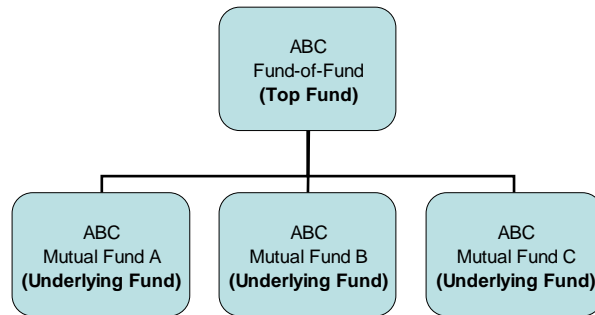 ABC
Fund-of-Fund
(Top Fund)
ABC
Mutual Fund A
(Underlying Fund)
ABC
Mutual Fund B
(Underlying Fund)
ABC
Mutual Fund C
(Underlying Fund)